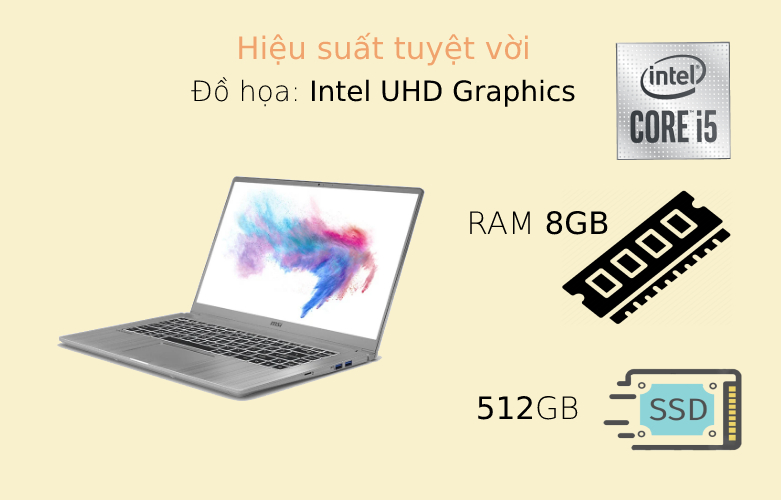 Hiệu suất tuyệt vời
Đồ họa: Intel UHD Graphics
intel
CORE i5
RAM 8GB
512GB
SSD